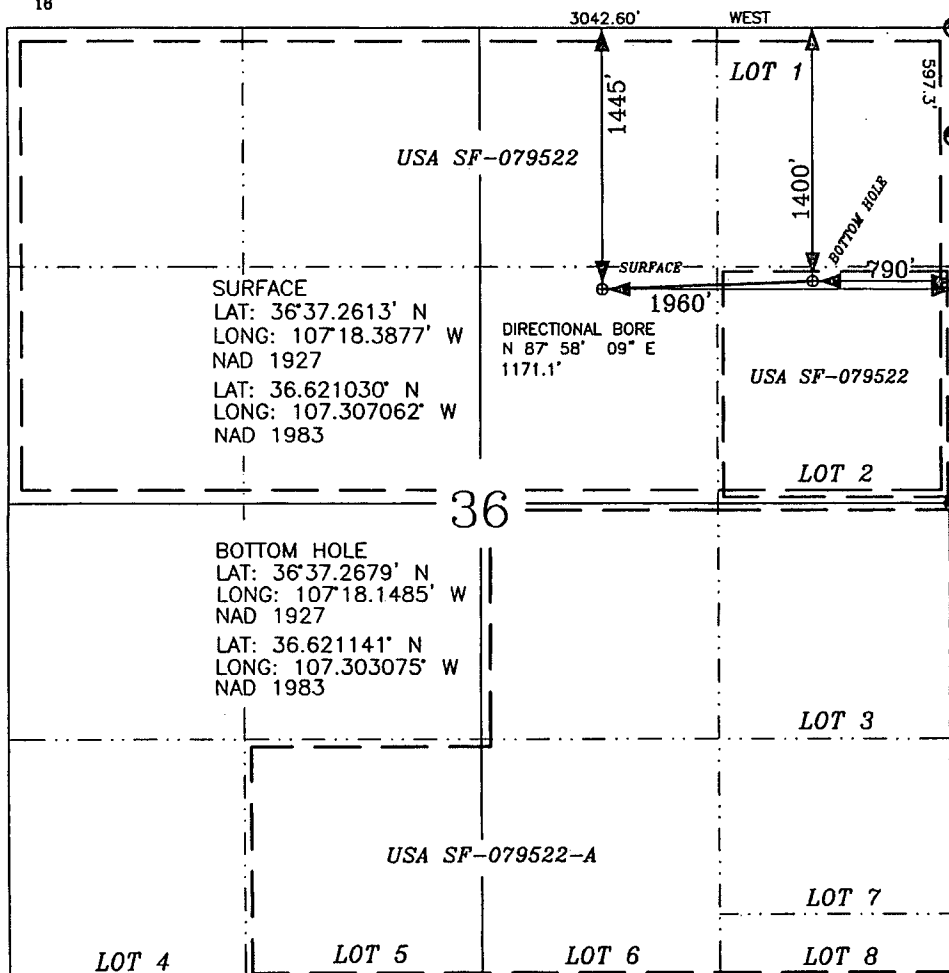 16
3042.60' WEST
LOT 1
597.3'
1445'
USA SF-079522
1400'
BOTTOM HOLE
SURFACE
790'
1960'
SURFACE
LAT: 36°37.2613' N
LONG: 107°18.3877' W
NAD 1927
LAT: 36.621030° N
LONG: 107.307062° W
NAD 1983
DIRECTIONAL BORE
N 87° 58' 09" E
1171.1'
USA SF-079522
LOT 2
36
BOTTOM HOLE
LAT: 36°37.2679' N
LONG: 107°18.1485' W
NAD 1927
LAT: 36.621141° N
LONG: 107.303075° W
NAD 1983
LOT 3
USA SF-079522-A
LOT 7
LOT 4
LOT 5
LOT 6
LOT 8